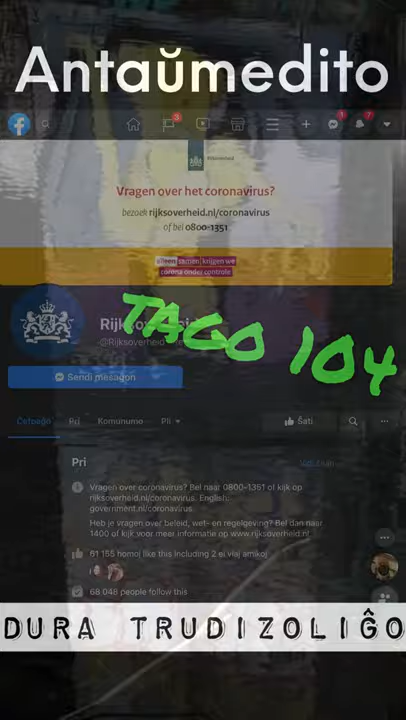 Antaŭmedito
3
1
7
Rijksoverheid
Vragen over het coronavirus?
bezoek rijksoverheid.nl/coronavirus
of bel 0800-1351
alleen samen krijgen we
corona onder controle
TAGO 104
Sendi mesaĝon
Ĉefpaĝo
Pri
Komunumo
Pli
Ŝati
Pri
Vragen over coronavirus? Bel naar 0800-1351 of kijk op
rijksoverheid.nl/coronavirus. English:
government.nl/coronavirus.
Heb je vragen over beleid, wet- en regelgeving? Bel dan naar
1400 of kijk voor meer informatie op www.rijksoverheid.nl
61 155 homoj like this including 2 el viaj amikoj
68 048 people follow this
DURA TRUDIZOLIĜO